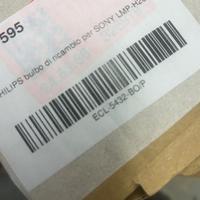 595
PHILIPS bulbo di ricambio per SONY LMP-H20
ECL-5432-BO/P